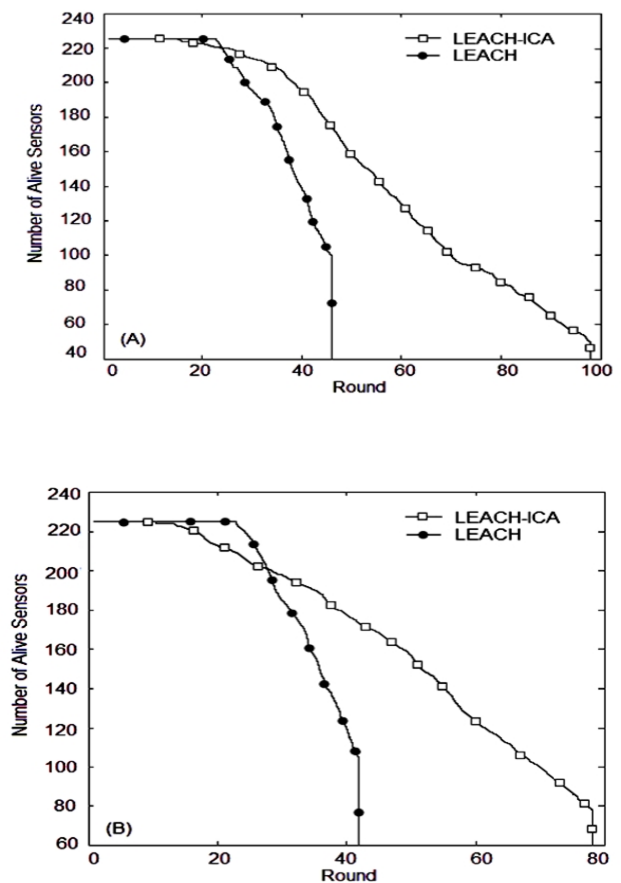 240
220
200
180
160
140
120
100
80
60
40
Number of Alive Sensors
LEACH-ICA
LEACH
(A)
0 20 40 60 80 100
Round
240
220
200
180
160
140
120
100
80
60
Number of Alive Sensors
LEACH-ICA
LEACH
(B)
0 20 40 60 80
Round